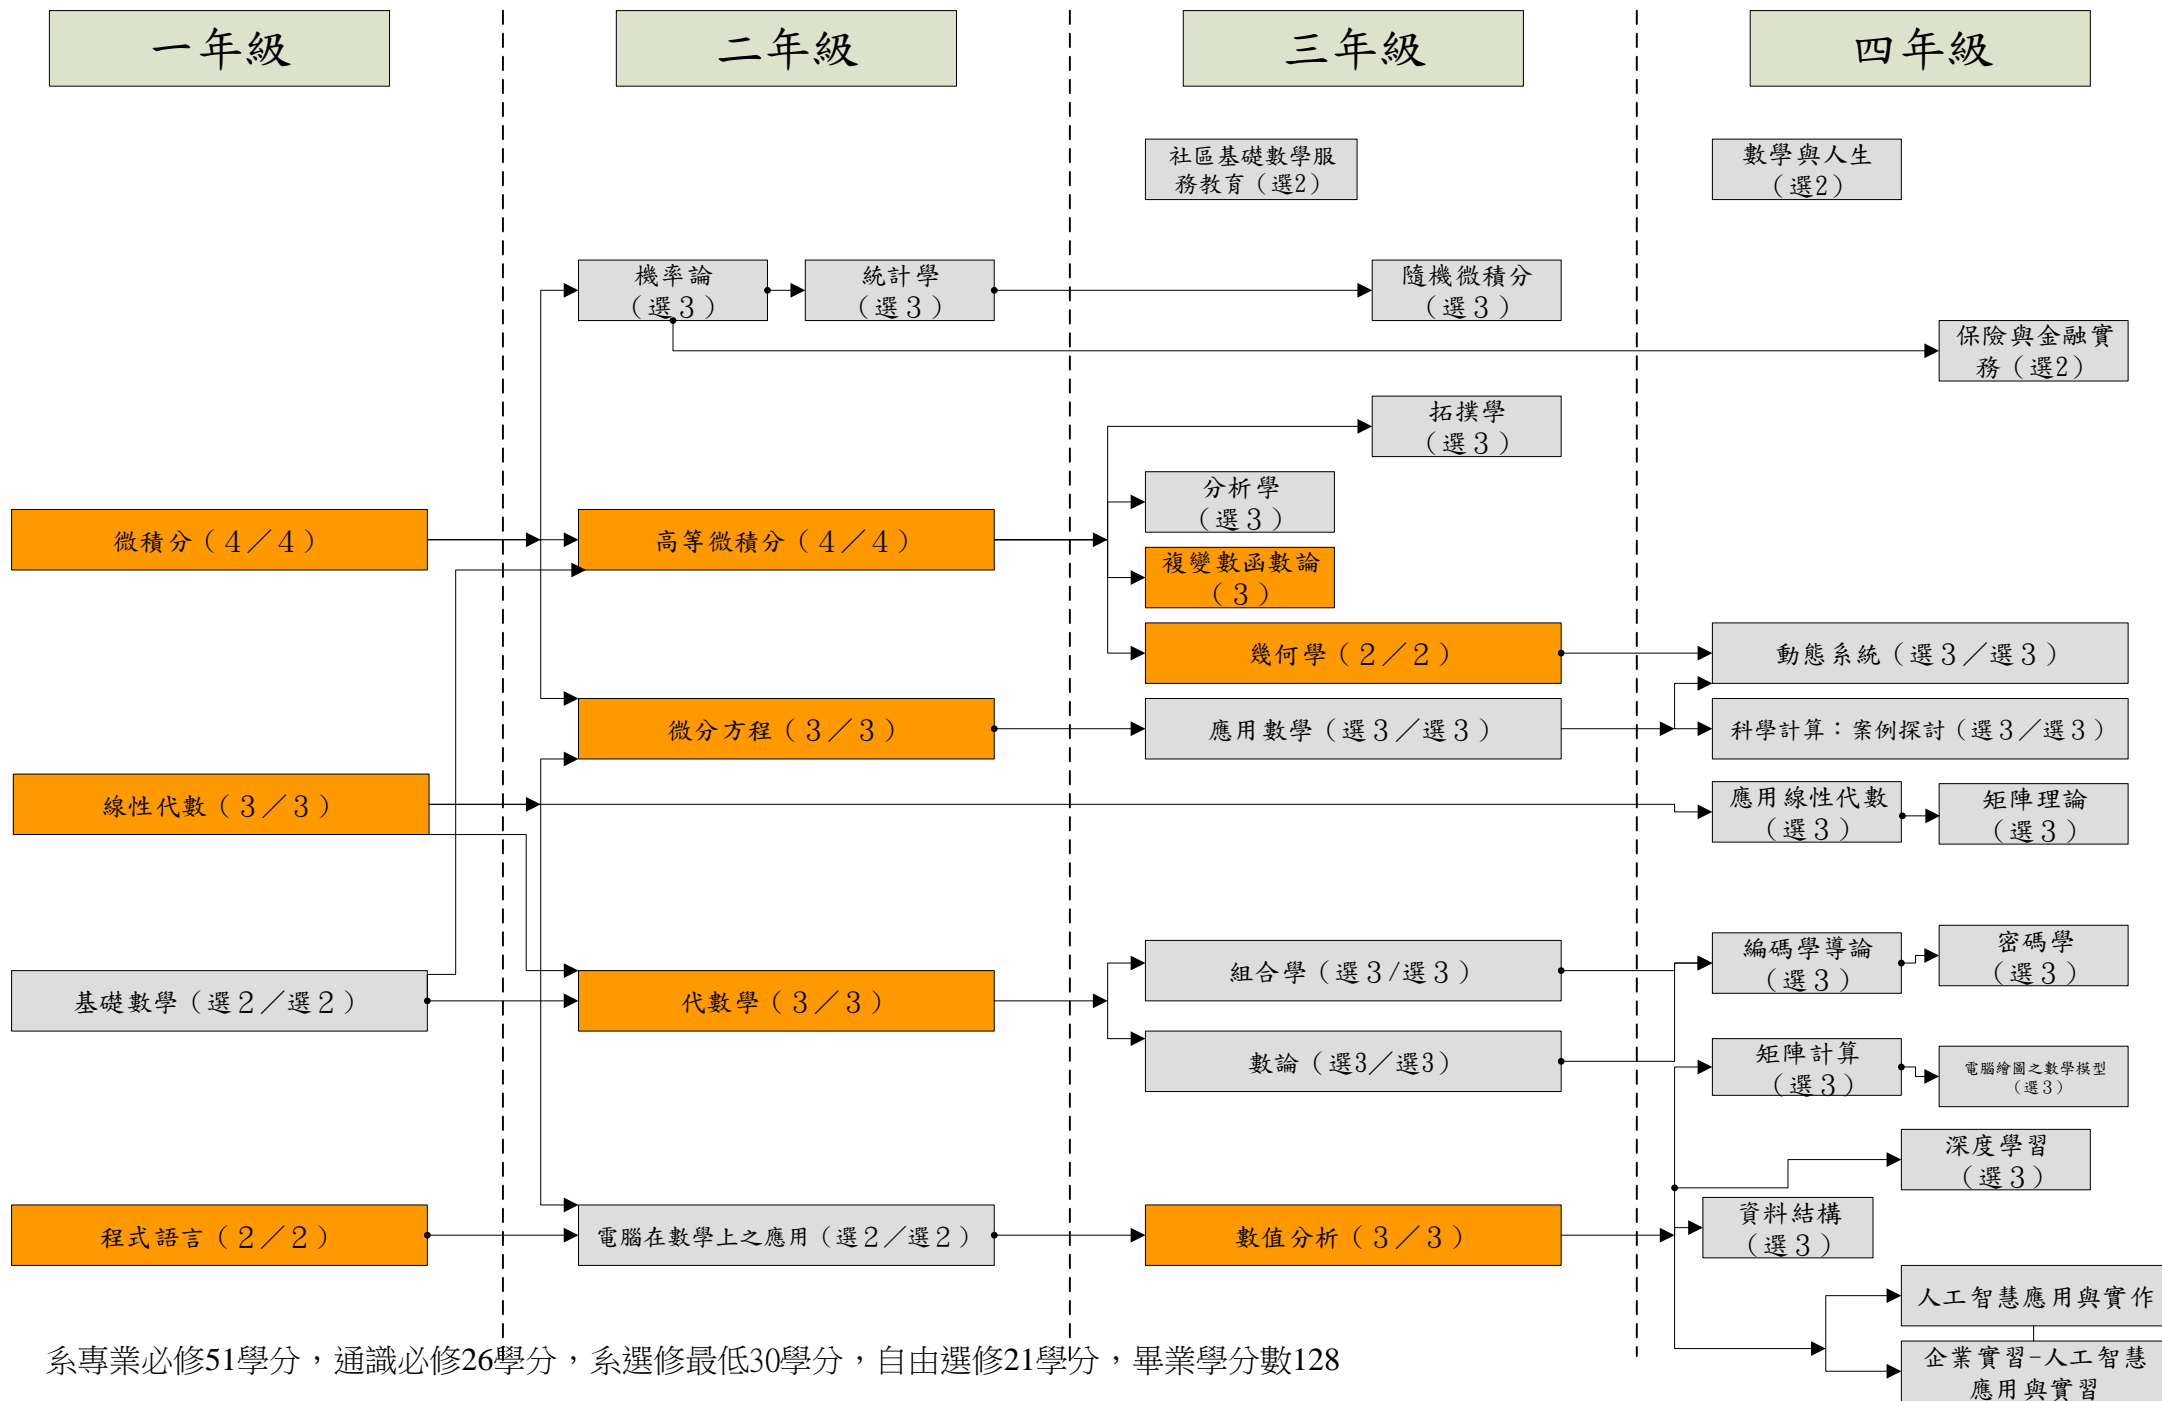 一年級
二年級
三年級
四年級
社區基礎數學服
務教育（選2）
數學與人生
（選2）
機率論
（選３）
統計學
（選３）
隨機微積分
（選３）
保險與金融實
務（選2）
拓撲學
（選３）
分析學
（選３）
微積分（４／４）
高等微積分（４／４）
複變數函數論
（３）
幾何學（２／２）
動態系統（選３／選３）
微分方程（３／３）
應用數學（選３／選３）
科學計算：案例探討（選３／選３）
線性代數（３／３）
應用線性代數
（選３）
矩陣理論
（選３）
基礎數學（選２／選２）
代數學（３／３）
組合學（選３/選３）
編碼學導論
（選３）
密碼學
（選３）
數論（選3／選3）
矩陣計算
（選３）
電腦繪圖之數學模型
（選３）
深度學習
（選３）
程式語言（２／２）
電腦在數學上之應用（選２／選２）
數值分析（３／３）
資料結構
（選３）
人工智慧應用與實作
企業實習-人工智慧
應用與實習
系專業必修51學分，通識必修26學分，系選修最低30學分，自由選修21學分，畢業學分數128